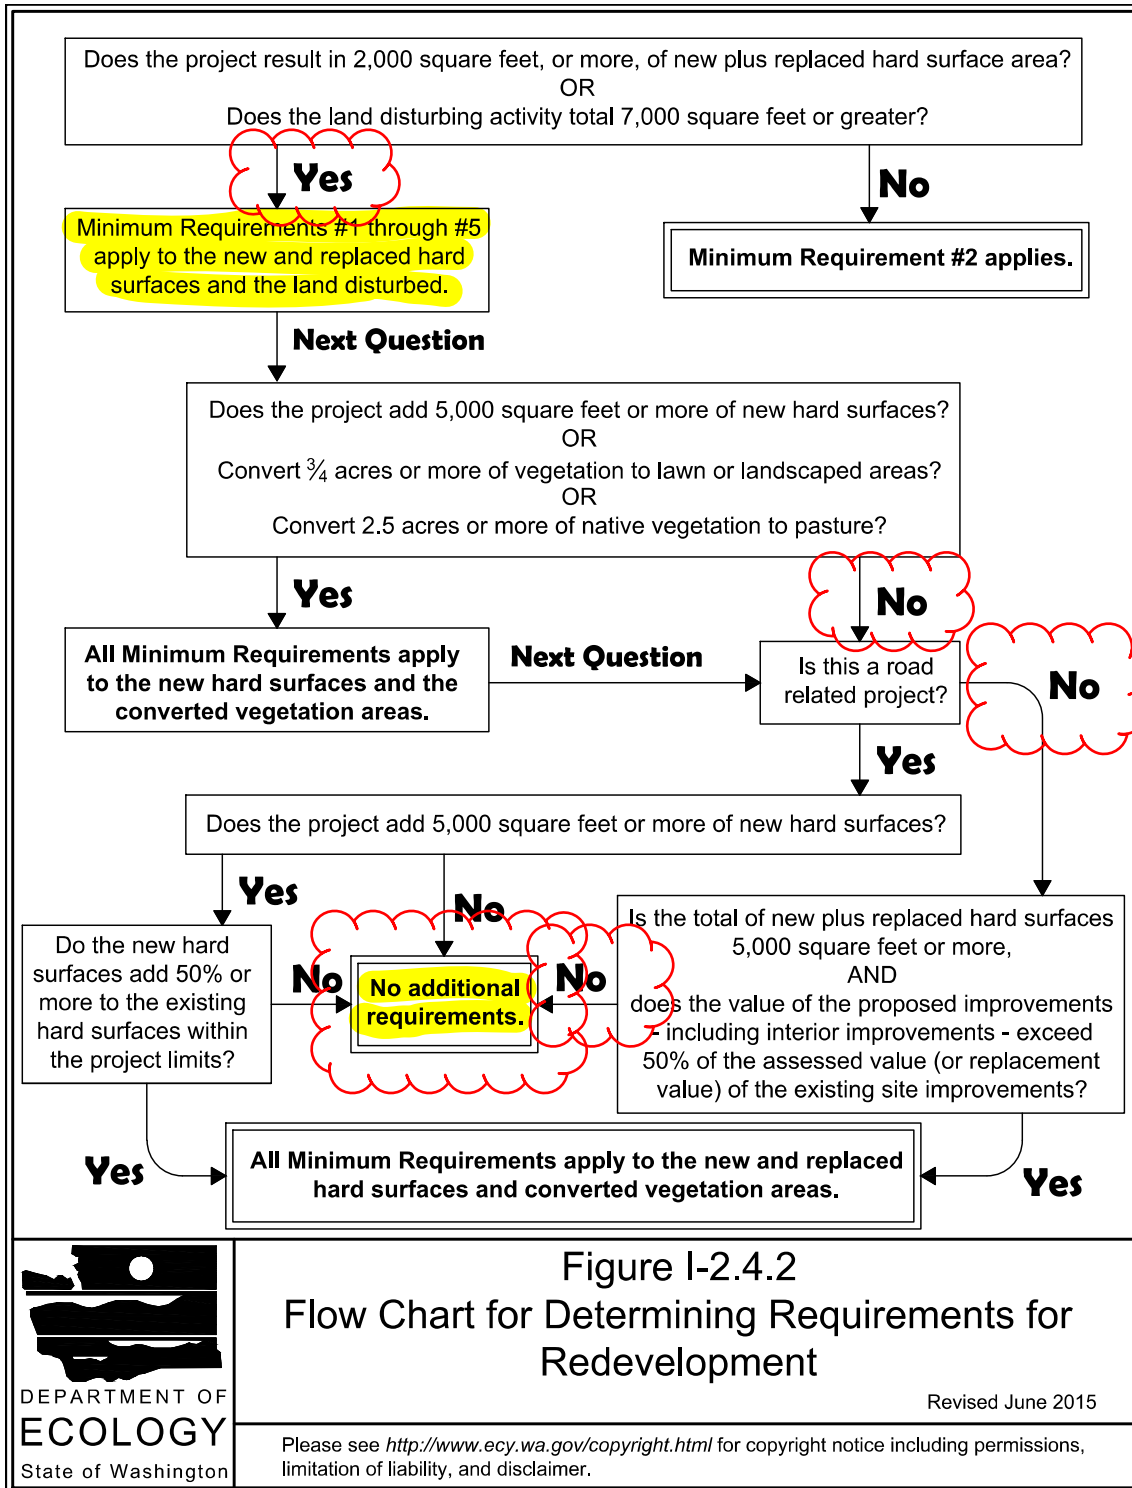 Does the project result in 2,000 square feet, or more, of new plus replaced hard surface area?
OR
Does the land disturbing activity total 7,000 square feet or greater?
Yes
No
Minimum Requirements #1 through #5
apply to the new and replaced hard
surfaces and the land disturbed.
Minimum Requirement #2 applies.
Next Question
Does the project add 5,000 square feet or more of new hard surfaces?
OR
Convert ¾ acres or more of vegetation to lawn or landscaped areas?
OR
Convert 2.5 acres or more of native vegetation to pasture?
Yes
No
All Minimum Requirements apply
to the new hard surfaces and the
converted vegetation areas.
Next Question
Is this a road
related project?
No
Yes
Does the project add 5,000 square feet or more of new hard surfaces?
Yes
No
Do the new hard
surfaces add 50% or
more to the existing
hard surfaces within
the project limits?
No
No additional
requirements.
No
Is the total of new plus replaced hard surfaces
5,000 square feet or more,
AND
does the value of the proposed improvements
- including interior improvements - exceed
50% of the assessed value (or replacement
value) of the existing site improvements?
Yes
All Minimum Requirements apply to the new and replaced
hard surfaces and converted vegetation areas.
Yes
DEPARTMENT OF
ECOLOGY
State of Washington
Figure I-2.4.2
Flow Chart for Determining Requirements for
Redevelopment
Revised June 2015
Please see http://www.ecy.wa.gov/copyright.html for copyright notice including permissions,
limitation of liability, and disclaimer.